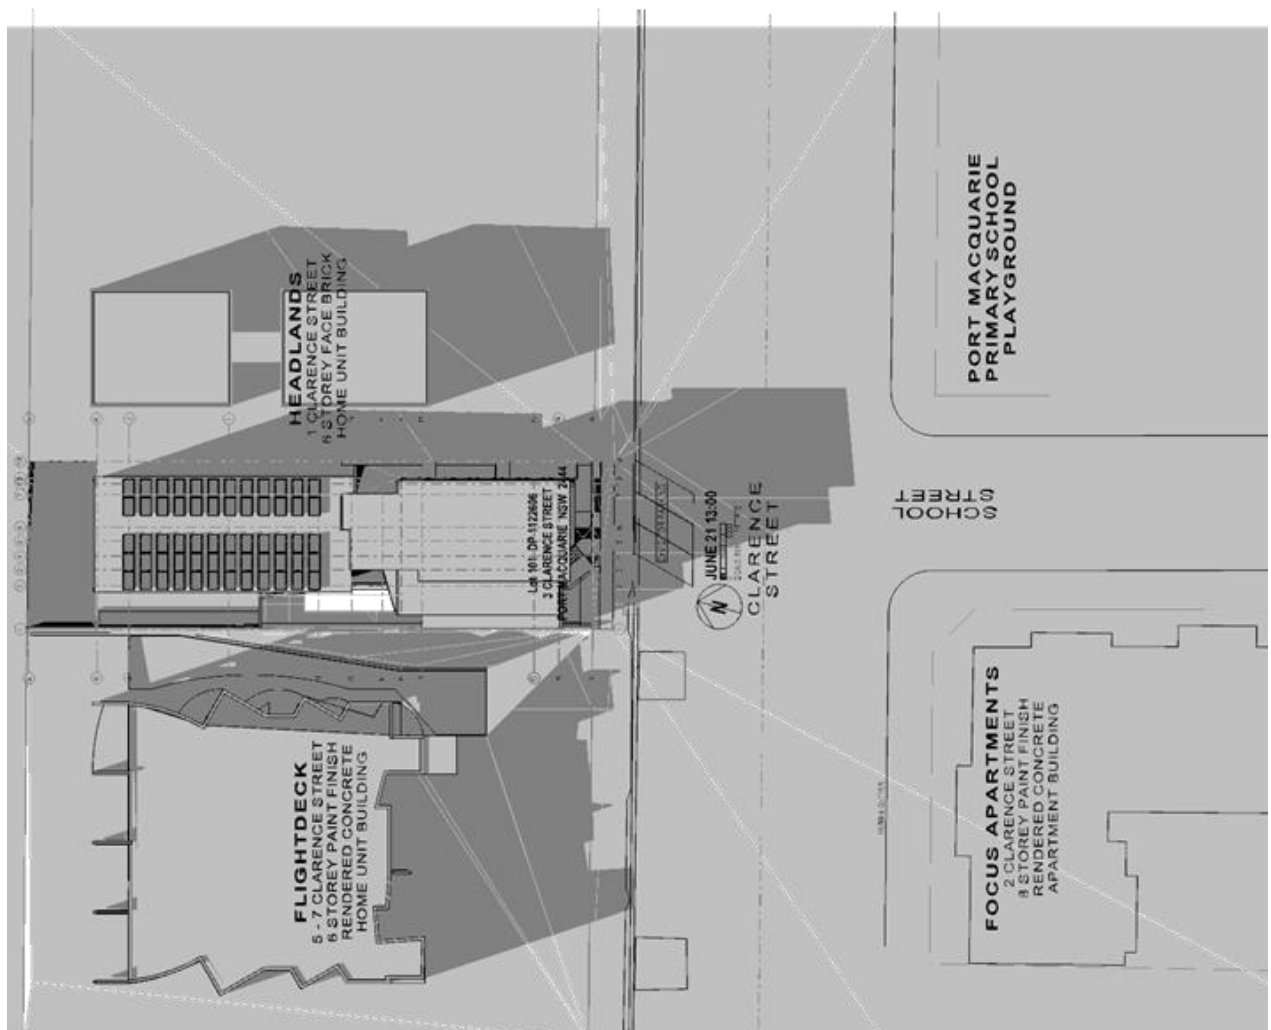 HEADLANDS
1 CLARENCE STREET
8 STOREY FACE BRICK
HOME UNIT BUILDING
PORT MACQUARIE
PRIMARY SCHOOL
PLAYGROUND
Lot 101 DP 1122606
3 CLARENCE STREET
PORT MACQUARIE NSW 2444
JUNE 21 13:00
N
CLARENCE
STREET
SCHOOL
STREET
FLIGHTDECK
5 - 7 CLARENCE STREET
6 STOREY PAINT FINISH
RENDERED CONCRETE
HOME UNIT BUILDING
FOCUS APARTMENTS
2 CLARENCE STREET
8 STOREY PAINT FINISH
RENDERED CONCRETE
APARTMENT BUILDING